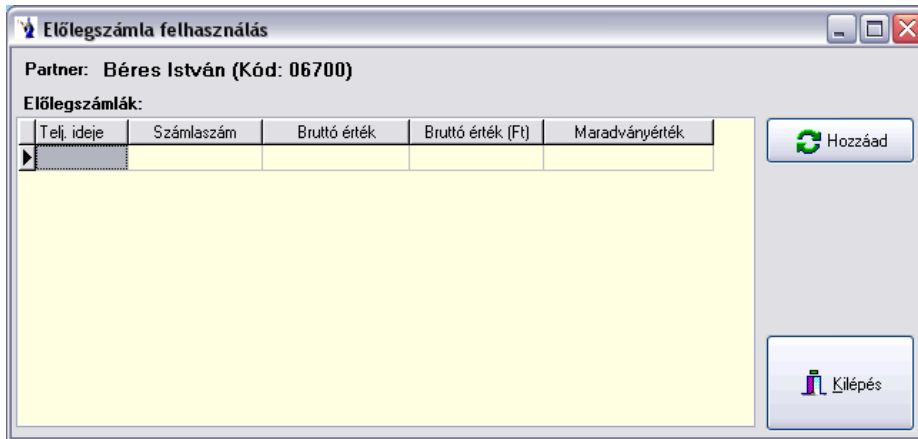 Előlegszámla felhasználás
Partner: Béres István (Kód: 06700)
Előlegszámlák:
Telj. ideje Számlaszám Bruttó érték Bruttó érték (Ft) Maradványérték
Hozzáad
Kilépés